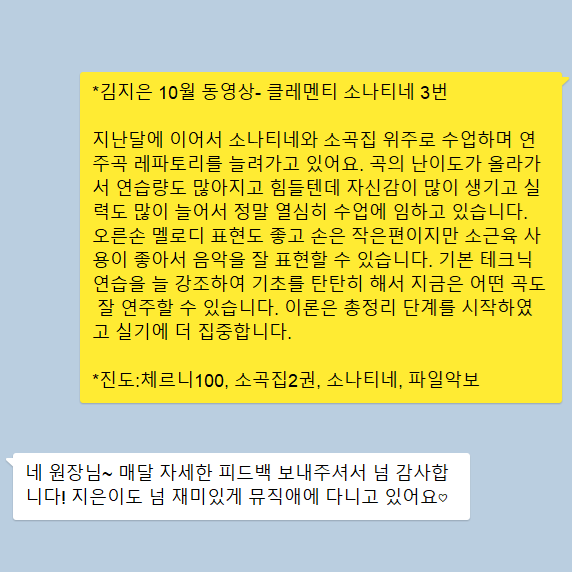 *김지은 10월 동영상- 클레멘티 소나티네 3번
지난달에 이어서 소나티네와 소곡집 위주로 수업하며 연
주곡 레파토리를 늘려가고 있어요. 곡의 난이도가 올라가
서 연습량도 많아지고 힘들텐데 자신감이 많이 생기고 실
력도 많이 늘어서 정말 열심히 수업에 임하고 있습니다.
오른손 멜로디 표현도 좋고 손은 작은편이지만 소근육 사
용이 좋아서 음악을 잘 표현할 수 있습니다. 기본 테크닉
연습을 늘 강조하여 기초를 탄탄히 해서 지금은 어떤 곡도
잘 연주할 수 있습니다. 이론은 총정리 단계를 시작하였
고 실기에 더 집중합니다.
*진도:체르니100, 소곡집2권, 소나티네, 파일악보
네 원장님~ 매달 자세한 피드백 보내주셔서 넘 감사합
니다! 지은이도 넘 재미있게 뮤직애에 다니고 있어요♡